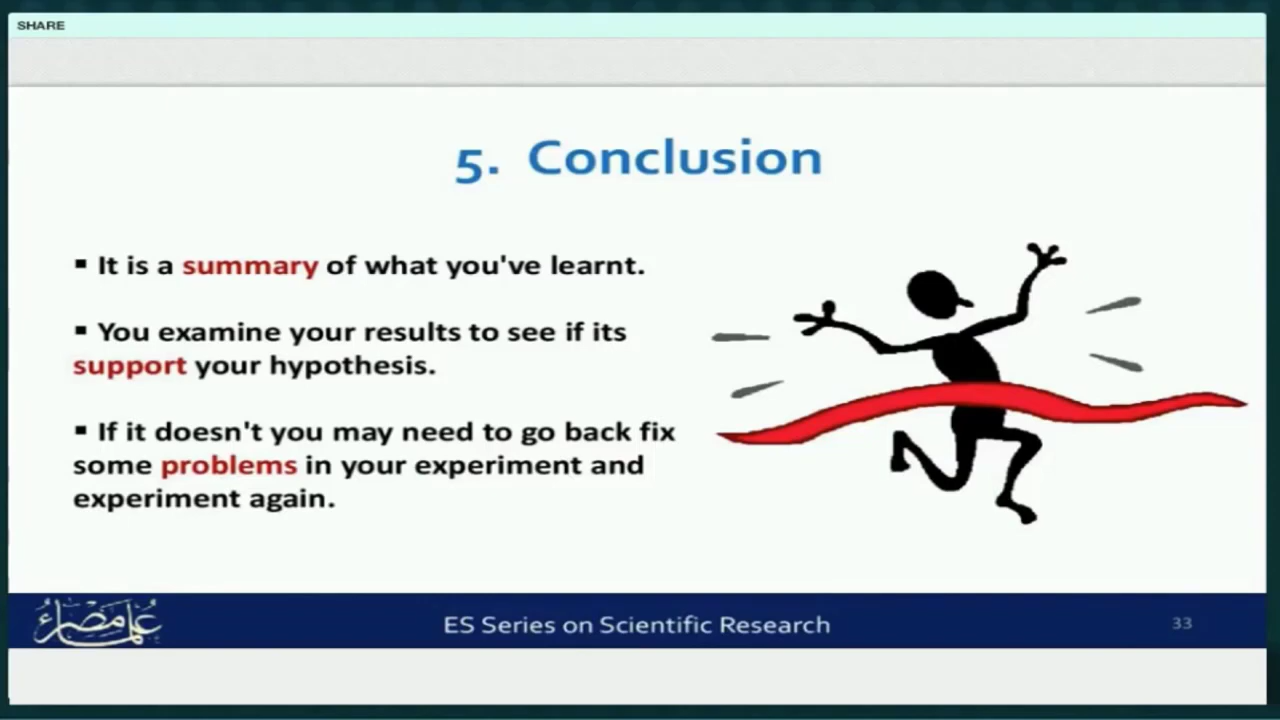 SHARE
5. Conclusion
▪ It is a summary of what you've learnt.
▪ You examine your results to see if its
support your hypothesis.
▪ If it doesn't you may need to go back fix
some problems in your experiment and
experiment again.
علماء مصر
ES Series on Scientific Research
33